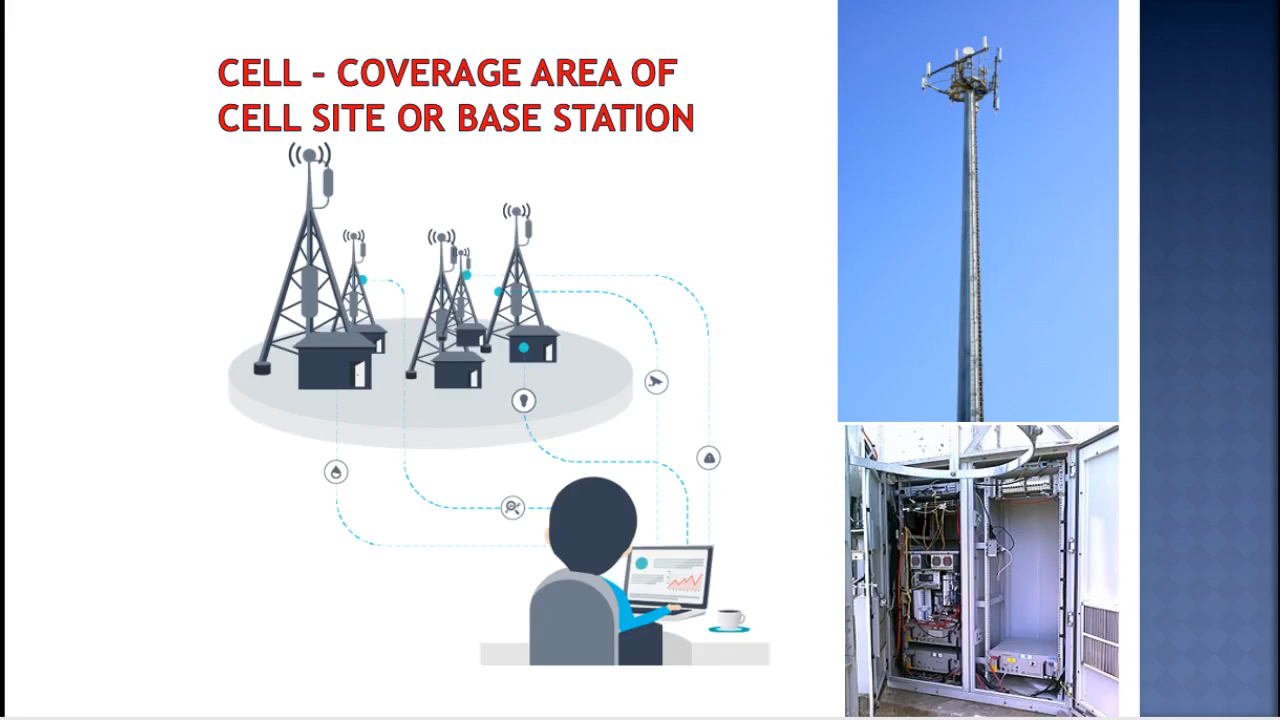 CELL - COVERAGE AREA OF
CELL SITE OR BASE STATION